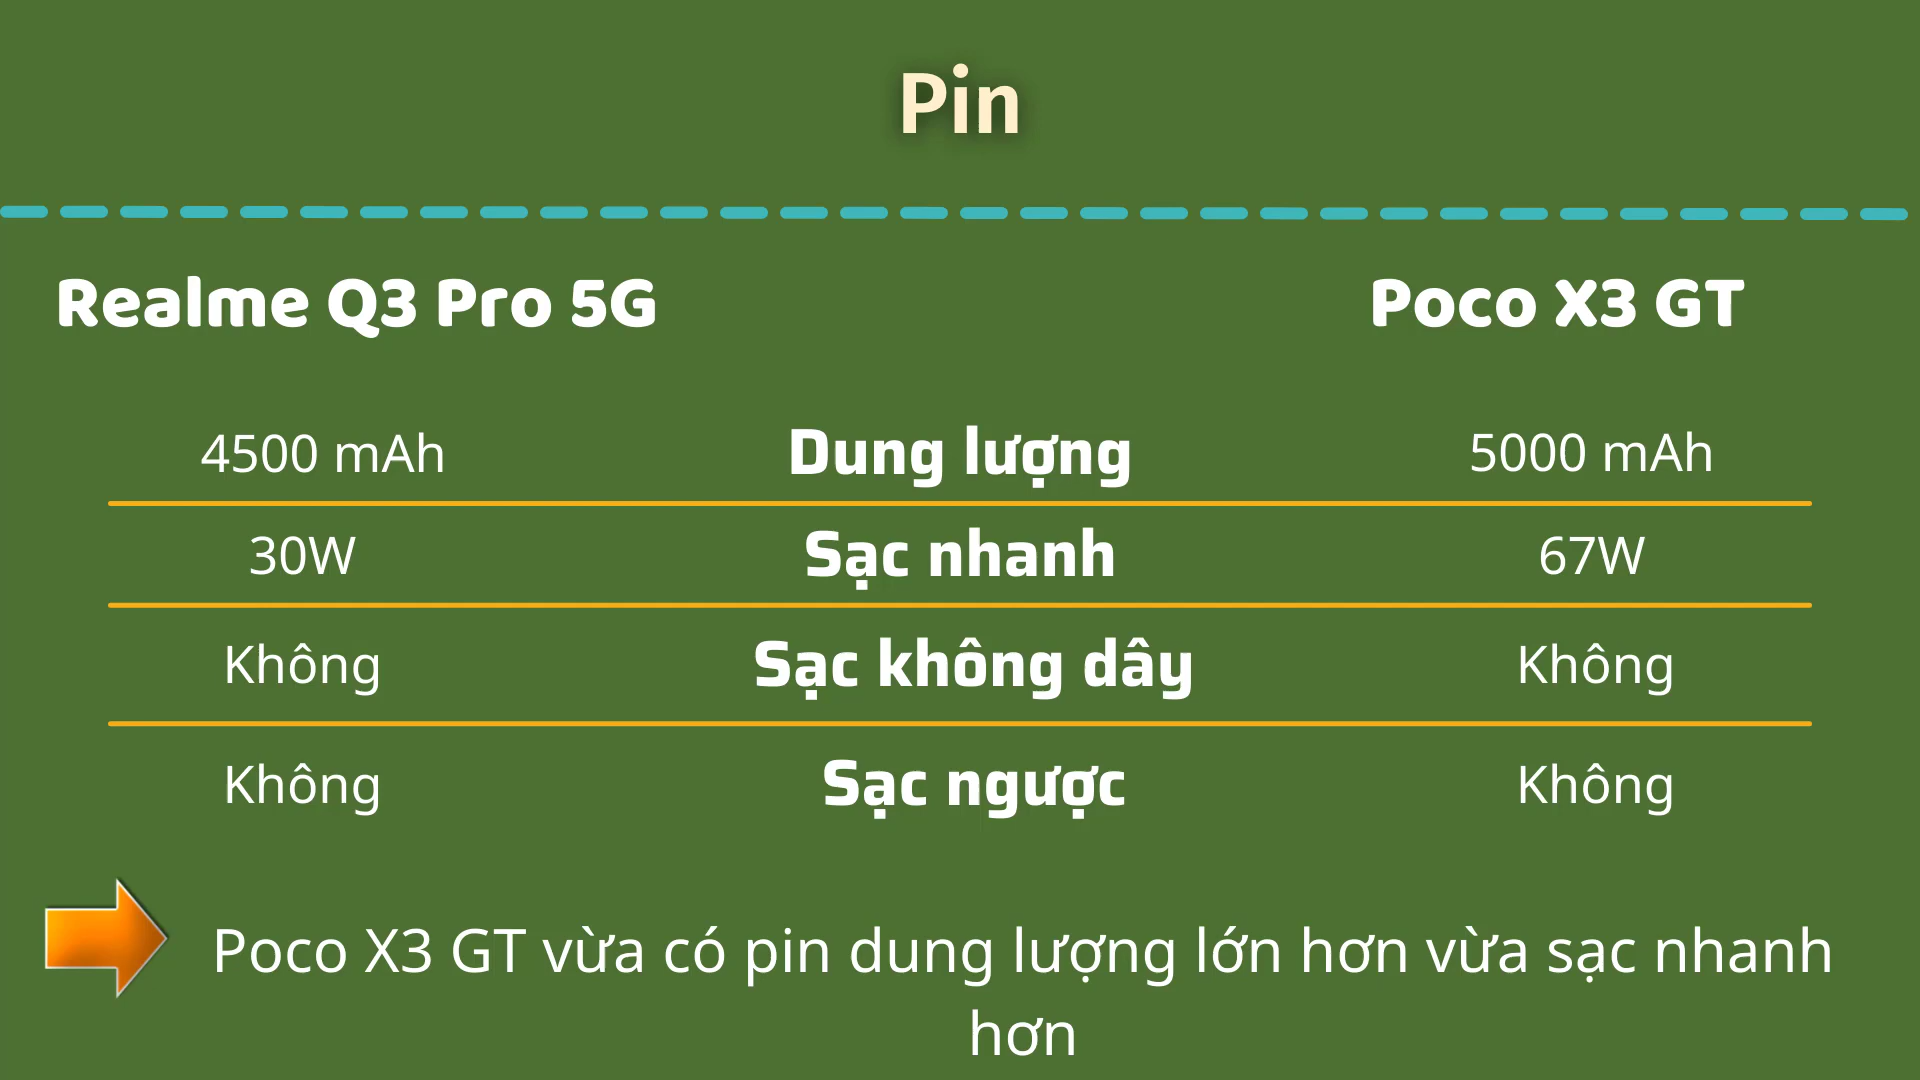 Pin
Realme Q3 Pro 5G
Poco X3 GT
4500 mAh Dung lượng 5000 mAh
30W Sạc nhanh 67W
Không Sạc không dây Không
Không Sạc ngược Không
Poco X3 GT vừa có pin dung lượng lớn hơn vừa sạc nhanh
hơn